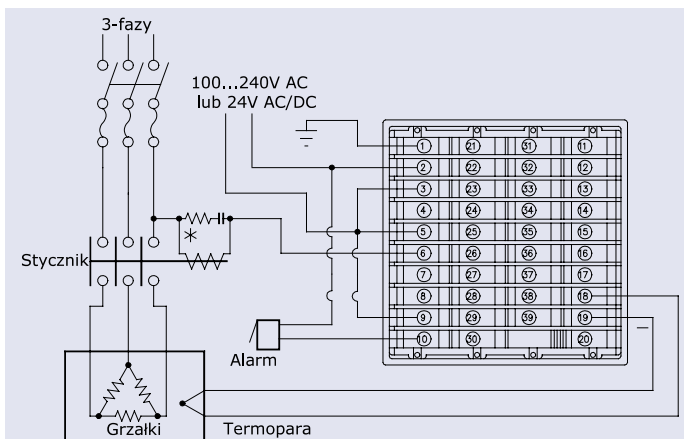 3-fazy
100...240V AC
lub 24V AC/DC
1 21 31 11
2 22 32 12
3 23 33 13
4 24 34 14
5 25 35 15
6 26 36 16
7 27 37 17
8 28 38 18
9 29 39 19
10 30 20
*
Stycznik
Alarm
Grzałki
Termopara